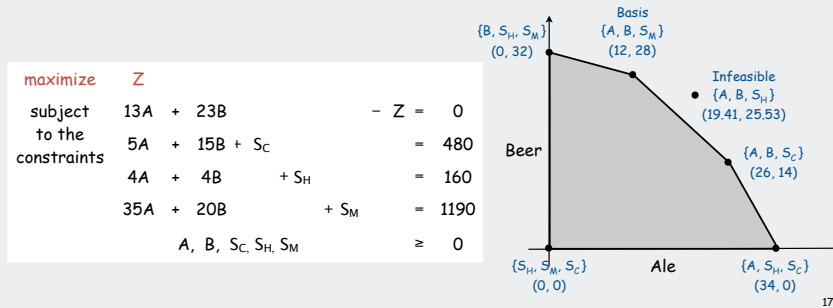 maximize Z
subject to the constraints
13A + 23B − Z = 0
5A + 15B + S_C = 480
4A + 4B + S_H = 160
35A + 20B + S_M = 1190
A, B, S_C, S_H, S_M ≥ 0
Basis
{B, S_H, S_M}
(0, 32)
{A, B, S_M}
(12, 28)
Infeasible
{A, B, S_H}
(19.41, 25.53)
Beer
{A, B, S_C}
(26, 14)
{S_H, S_M, S_C}
(0, 0)
Ale
{A, S_H, S_C}
(34, 0)
17